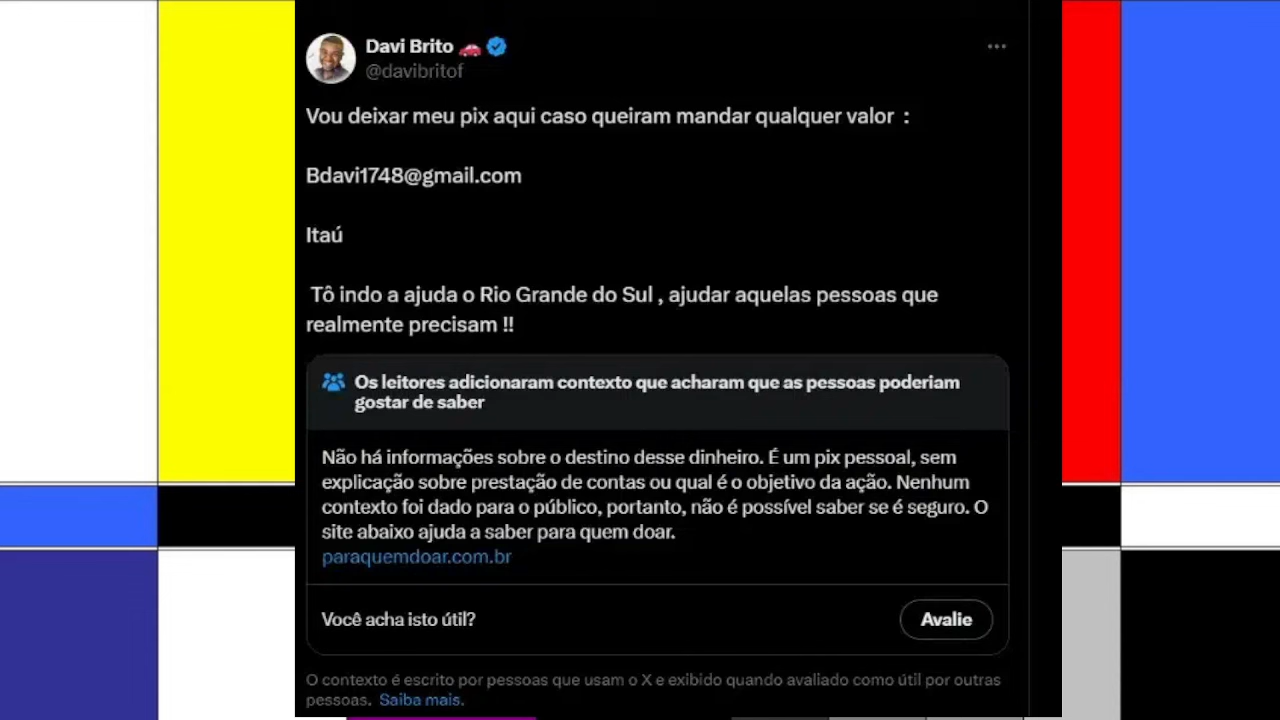 Davi Brito
@davibritof
Vou deixar meu pix aqui caso queiram mandar qualquer valor :
Bdavi1748@gmail.com
Itaú
Tô indo a ajuda o Rio Grande do Sul , ajudar aquelas pessoas que
realmente precisam !!
Os leitores adicionaram contexto que acharam que as pessoas poderiam
gostar de saber
Não há informações sobre o destino desse dinheiro. É um pix pessoal, sem
explicação sobre prestação de contas ou qual é o objetivo da ação. Nenhum
contexto foi dado para o público, portanto, não é possível saber se é seguro. O
site abaixo ajuda a saber para quem doar.
paraquemdoar.com.br
Você acha isto útil?
Avalie
O contexto é escrito por pessoas que usam o X e exibido quando avaliado como útil por outras
pessoas. Saiba mais.